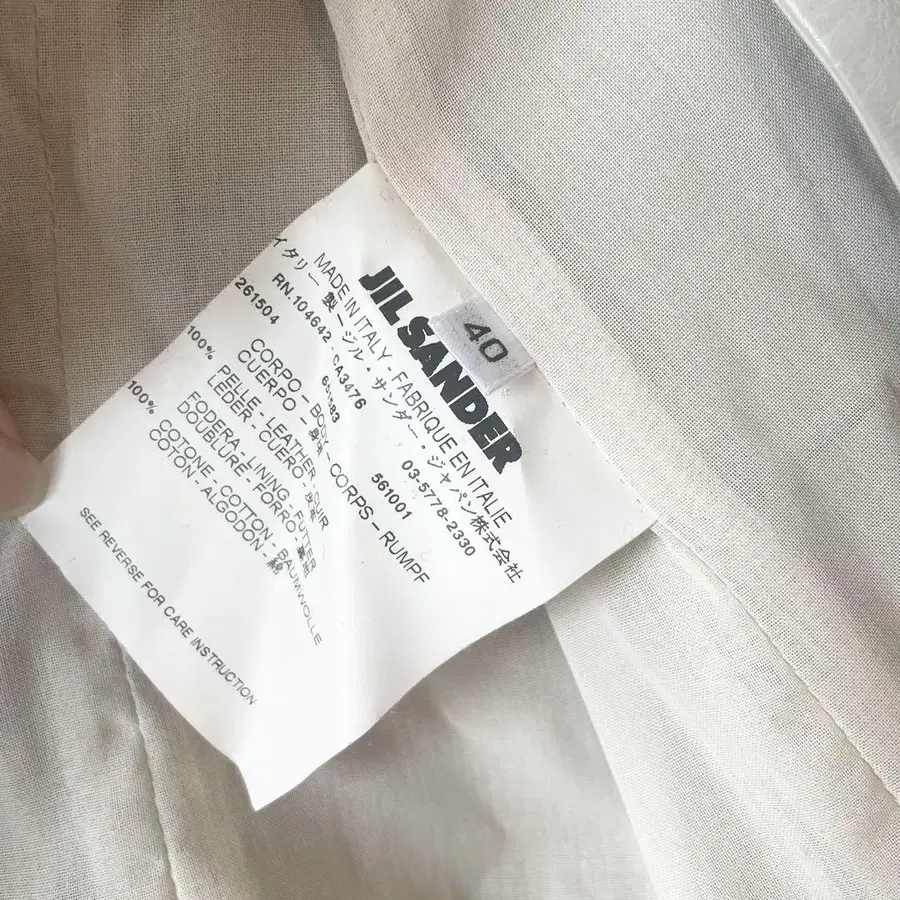 JIL SANDER
40
MADE IN ITALY - FABRIQUE EN ITALIE
イタリー製 ジル・サンダー・ジャパン株式会社
03-5778-2330
RN.104642 - CA3476
261504 561001
CORPO - BODY - 身頃 - CORPS - RUMPF
CUERPO
100% PELLE - LEATHER - CUIR
LEDER - CUERO
FODERA - LINING - FUTTER
DOUBLURE - FORRO
100% COTONE - COTTON - BAUMWOLLE
COTON - ALGODON - 綿
SEE REVERSE FOR CARE INSTRUCTION